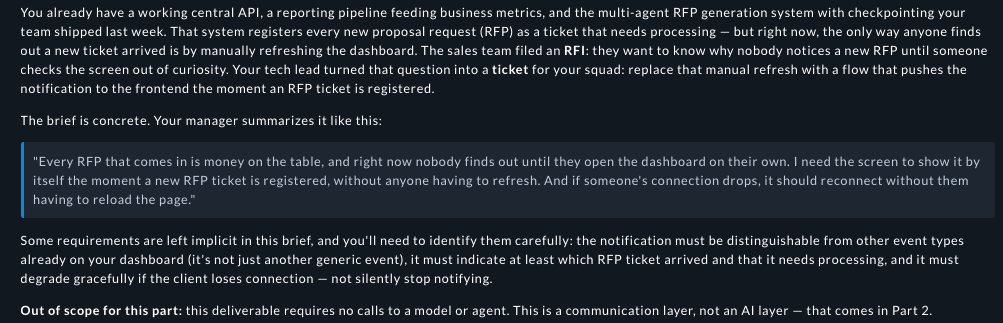 You already have a working central API, a reporting pipeline feeding business metrics, and the multi-agent RFP generation system with checkpointing your
team shipped last week. That system registers every new proposal request (RFP) as a ticket that needs processing — but right now, the only way anyone finds
out a new ticket arrived is by manually refreshing the dashboard. The sales team filed an RFI: they want to know why nobody notices a new RFP until someone
checks the screen out of curiosity. Your tech lead turned that question into a ticket for your squad: replace that manual refresh with a flow that pushes the
notification to the frontend the moment an RFP ticket is registered.
The brief is concrete. Your manager summarizes it like this:
"Every RFP that comes in is money on the table, and right now nobody finds out until they open the dashboard on their own. I need the screen to show it by
itself the moment a new RFP ticket is registered, without anyone having to refresh. And if someone's connection drops, it should reconnect without them
having to reload the page."
Some requirements are left implicit in this brief, and you'll need to identify them carefully: the notification must be distinguishable from other event types
already on your dashboard (it's not just another generic event), it must indicate at least which RFP ticket arrived and that it needs processing, and it must
degrade gracefully if the client loses connection — not silently stop notifying.
Out of scope for this part: this deliverable requires no calls to a model or agent. This is a communication layer, not an AI layer — that comes in Part 2.